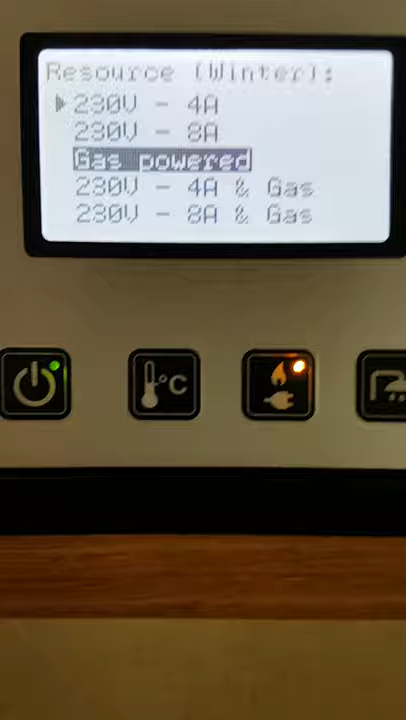 Resource (Winter):
230V - 4A
230V - 8A
Gas powered
230V - 4A & Gas
230V - 8A & Gas
°C